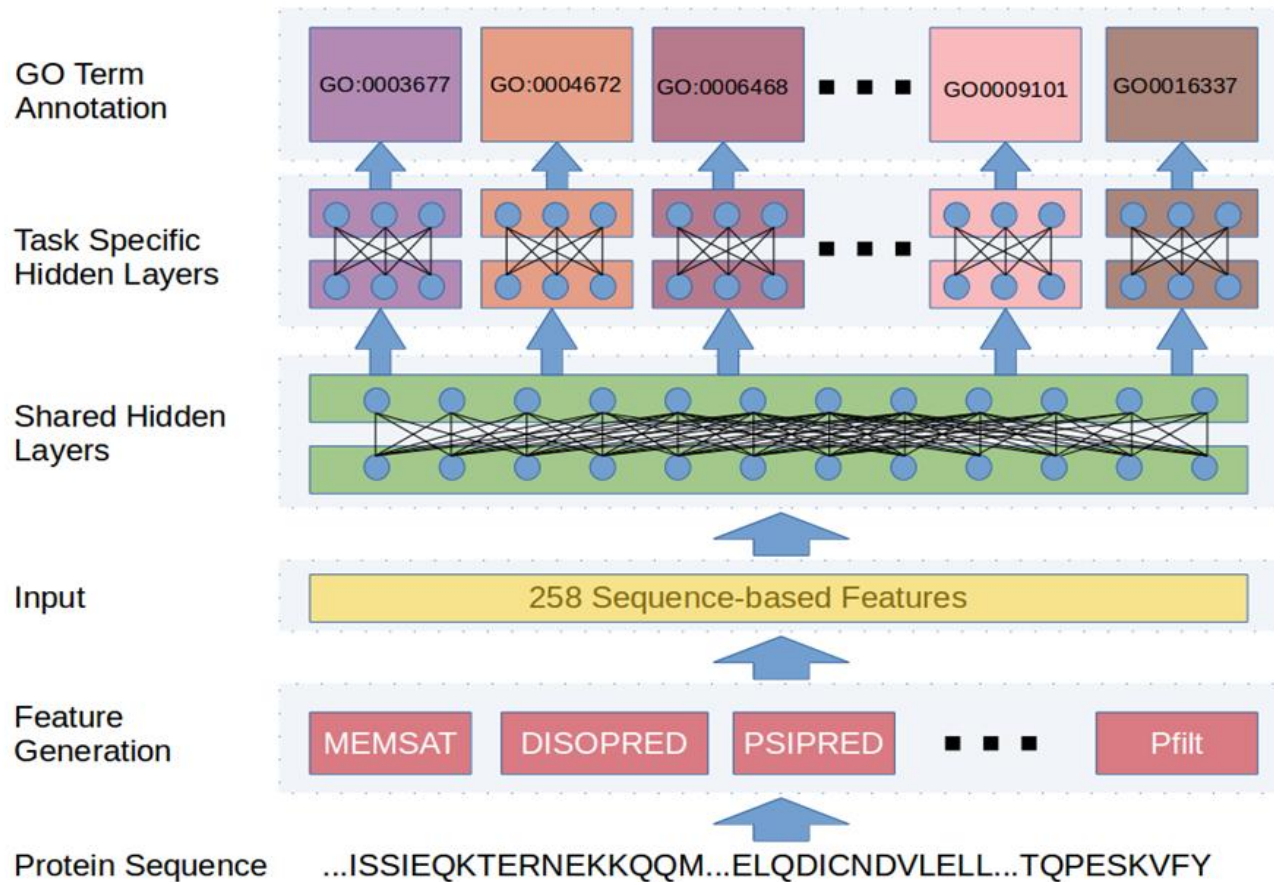 GO Term
Annotation
GO:0003677 GO:0004672 GO:0006468 GO0009101 GO0016337
Task Specific
Hidden Layers
Shared Hidden
Layers
Input
258 Sequence-based Features
Feature
Generation
MEMSAT DISOPRED PSIPRED Pfilt
Protein Sequence ...ISSIEQKTERNEKKQQM...ELQDICNDVLELL...TQPESKVFY